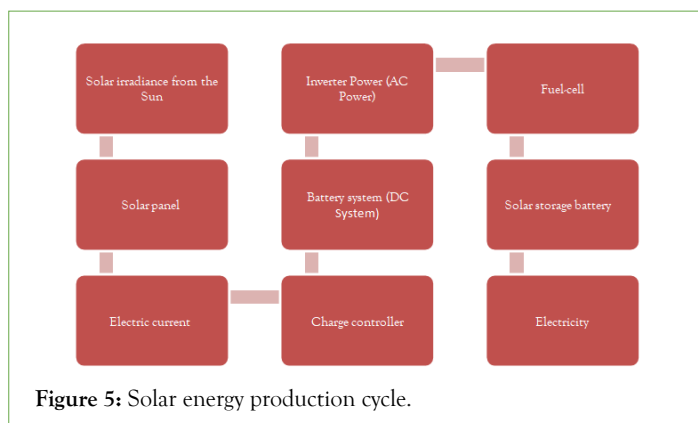 Solar irradiance from the
Sun
Solar panel
Electric current
Charge controller
Battery system (DC
System)
Inverter Power (AC
Power)
Fuel-cell
Solar storage battery
Electricity
Figure 5: Solar energy production cycle.